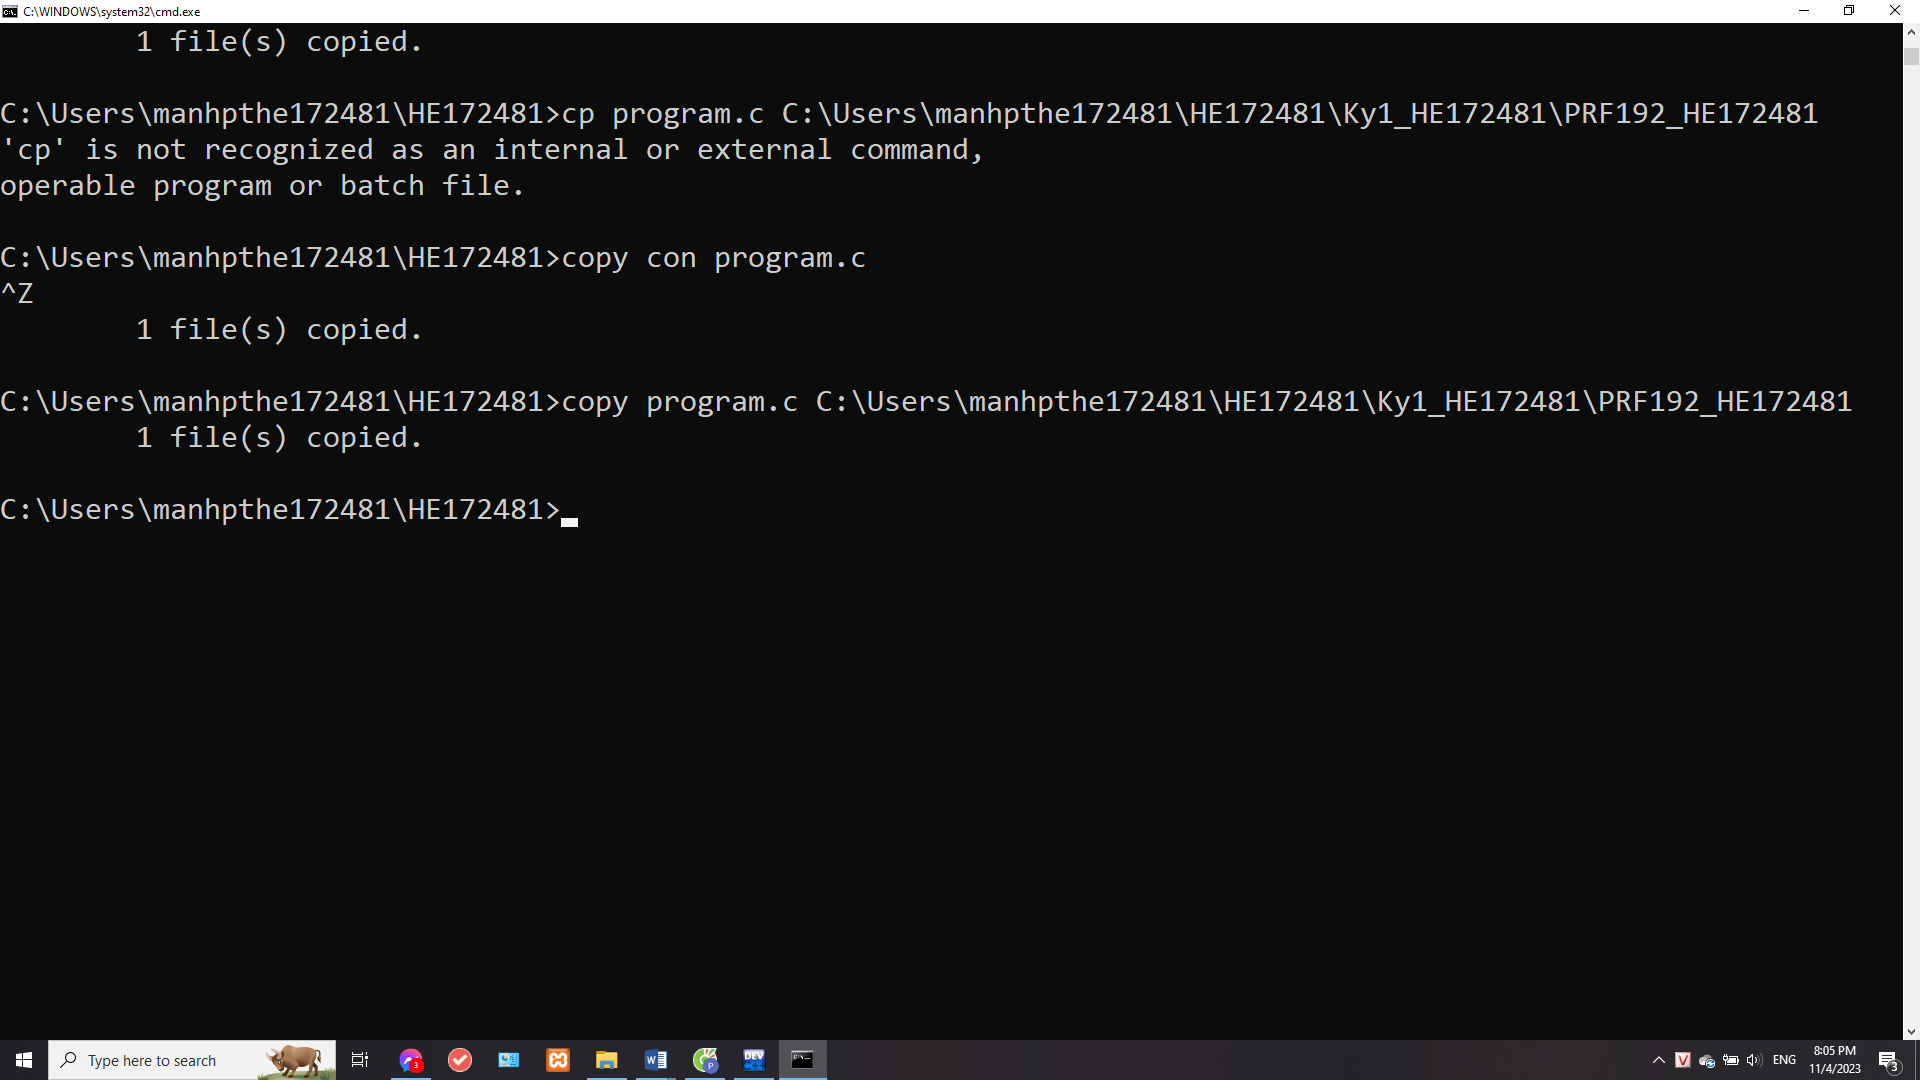 C:\WINDOWS\system32\cmd.exe
1 file(s) copied.
C:\Users\manhpthe172481\HE172481>cp program.c C:\Users\manhpthe172481\HE172481\Ky1_HE172481\PRF192_HE172481
'cp' is not recognized as an internal or external command,
operable program or batch file.
C:\Users\manhpthe172481\HE172481>copy con program.c
^Z
1 file(s) copied.
C:\Users\manhpthe172481\HE172481>copy program.c C:\Users\manhpthe172481\HE172481\Ky1_HE172481\PRF192_HE172481
1 file(s) copied.
C:\Users\manhpthe172481\HE172481>
Type here to search
3
P
DEV
V
ENG
8:05 PM
11/4/2023
3